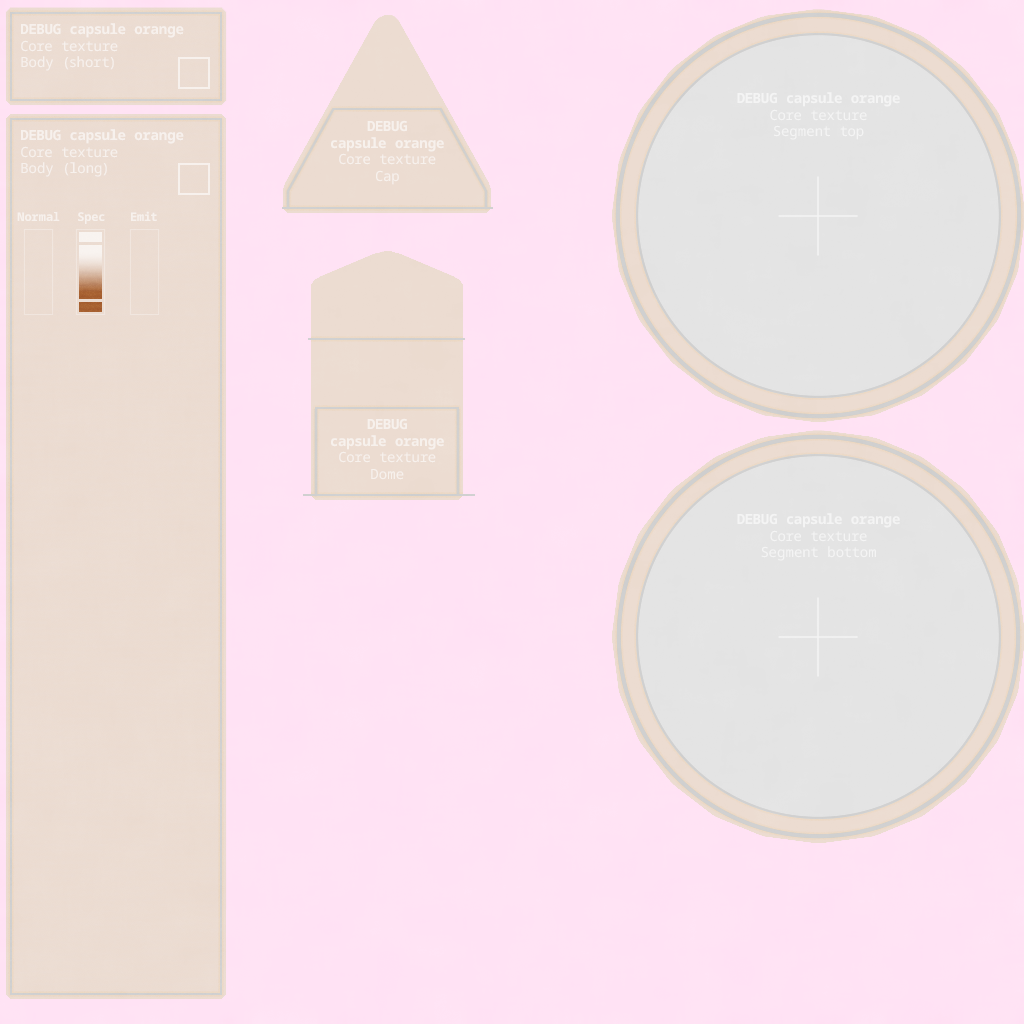 DEBUG capsule orange
Core texture
Body (short)
DEBUG capsule orange
Core texture
Body (long)
Normal Spec Emit
DEBUG
capsule orange
Core texture
Cap
DEBUG
capsule orange
Core texture
Dome
DEBUG capsule orange
Core texture
Segment top
DEBUG capsule orange
Core texture
Segment bottom